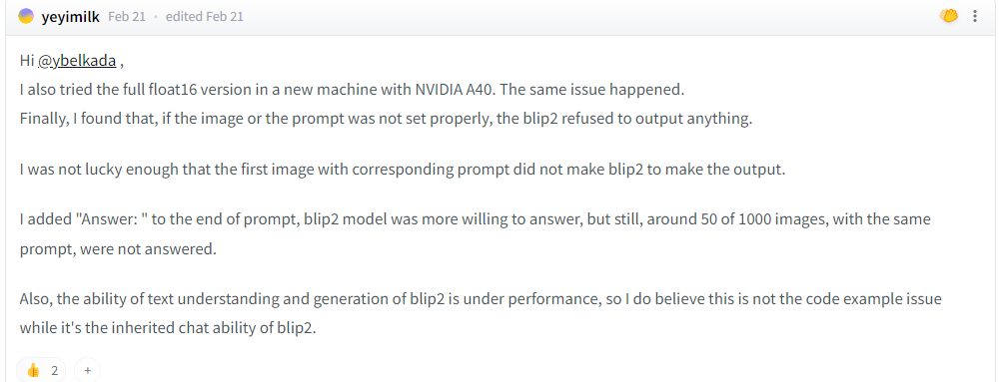 yeyimilk Feb 21 • edited Feb 21
Hi @ybelkada ,
I also tried the full float16 version in a new machine with NVIDIA A40. The same issue happened.
Finally, I found that, if the image or the prompt was not set properly, the blip2 refused to output anything.
I was not lucky enough that the first image with corresponding prompt did not make blip2 to make the output.
I added "Answer: " to the end of prompt, blip2 model was more willing to answer, but still, around 50 of 1000 images, with the same
prompt, were not answered.
Also, the ability of text understanding and generation of blip2 is under performance, so I do believe this is not the code example issue
while it's the inherited chat ability of blip2.
👍 2 +